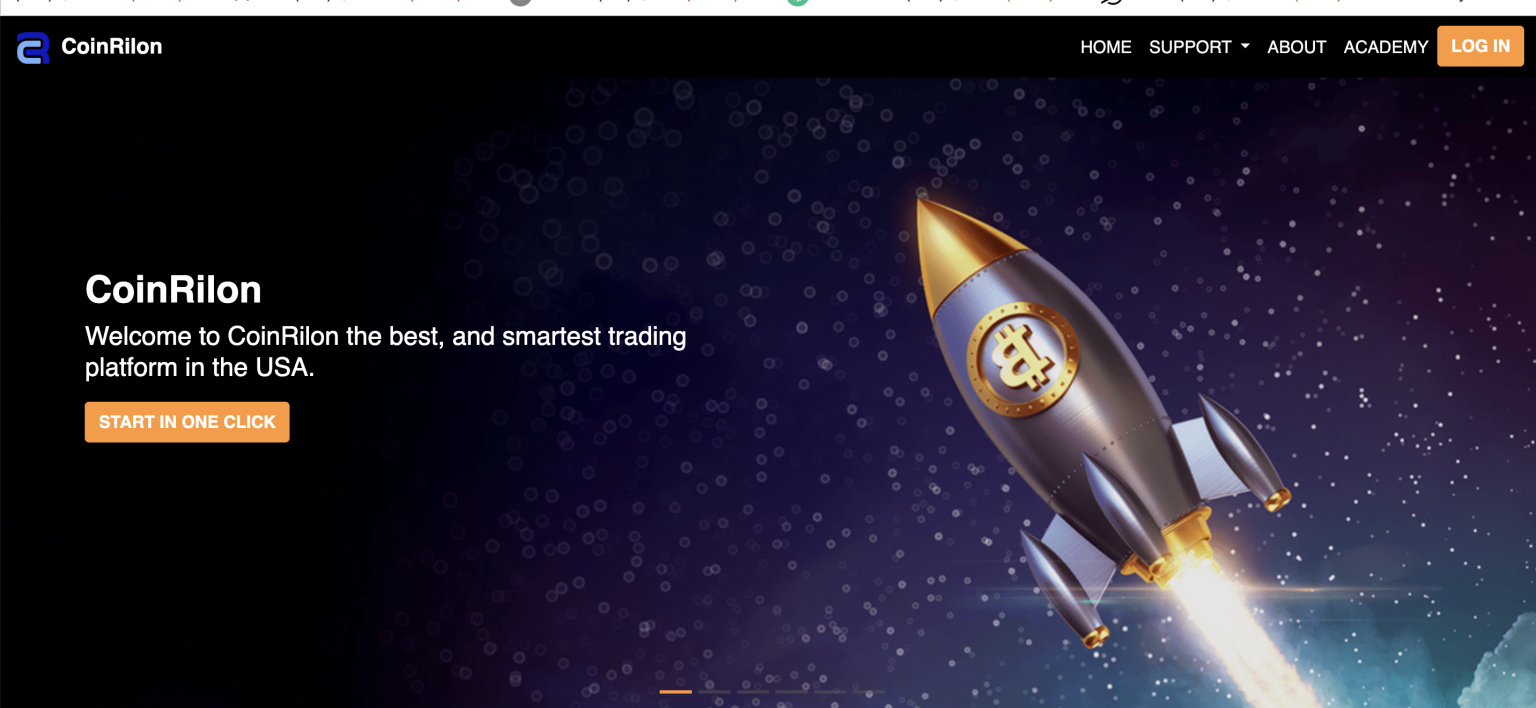 CoinRilon
HOME SUPPORT ABOUT ACADEMY LOG IN
CoinRilon
Welcome to CoinRilon the best, and smartest trading
platform in the USA.
START IN ONE CLICK